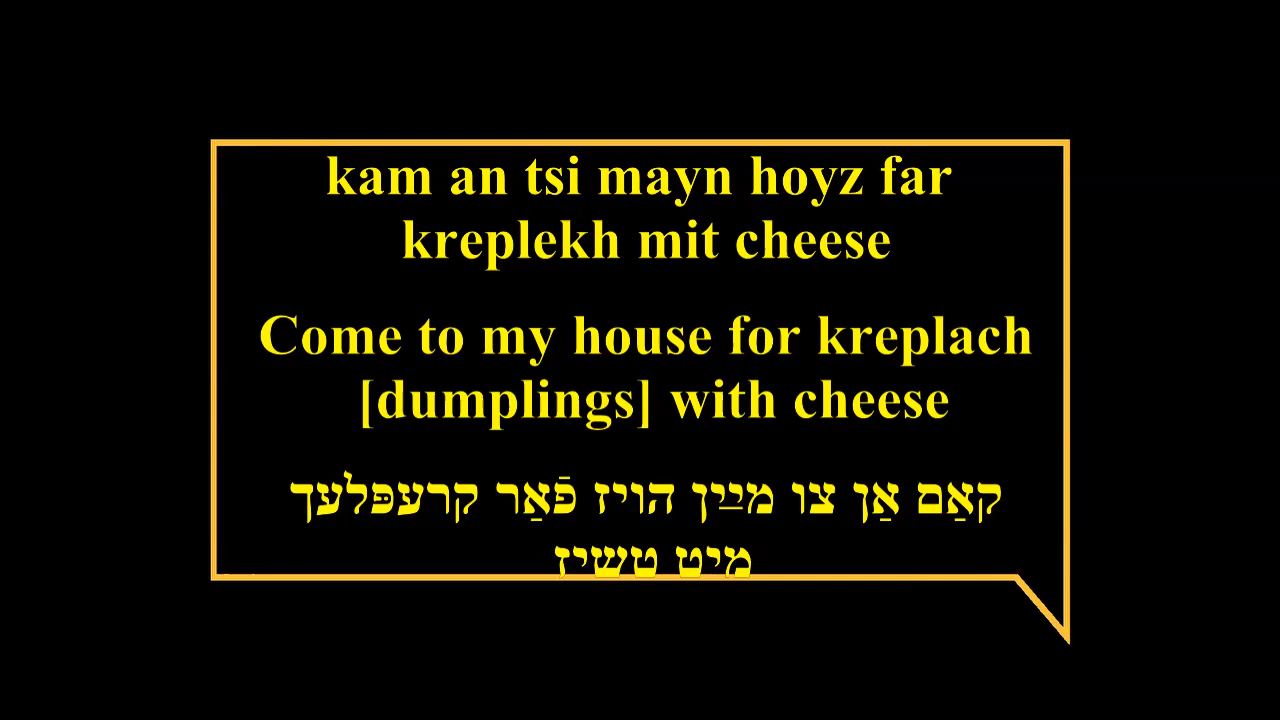 kam an tsi mayn hoyz far
kreplekh mit cheese
Come to my house for kreplach
[dumplings] with cheese
קאַם אַן צו מײַן הויז פֿאַר קרעפּלעך
מיט טשיז